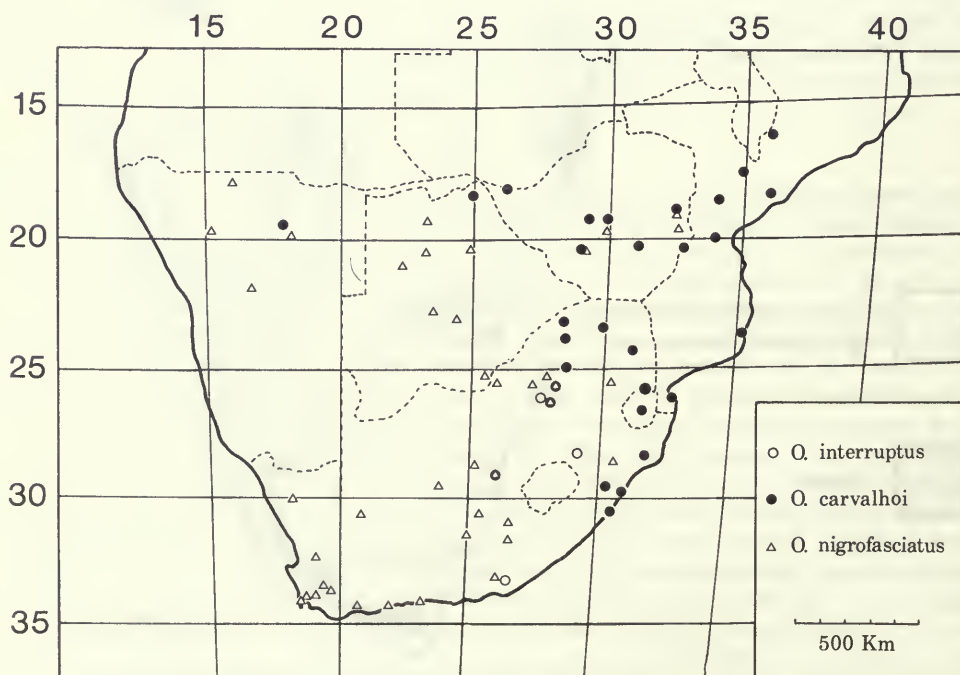 15 20 25 30 35 40
15
20
25
30
35
O. interruptus
O. carvalhoi
O. nigrofasciatus
500 Km